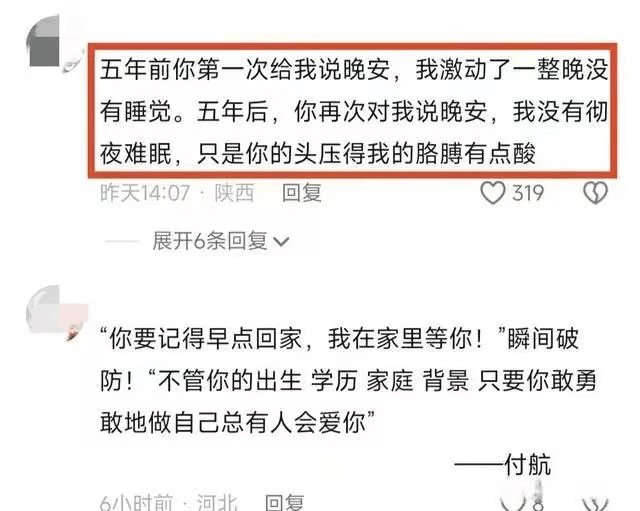 五年前你第一次给我说晚安，我激动了一整晚没
有睡觉。五年后，你再次对我说晚安，我没有彻
夜难眠，只是你的头压得我的胳膊有点酸
昨天14:07 · 陕西 回复 319
展开6条回复
“你要记得早点回家，我在家里等你！”瞬间破
防！“不管你的出生 学历 家庭 背景 只要你敢勇
敢地做自己总有人会爱你”
——付航
6小时前 · 河北 回复 8